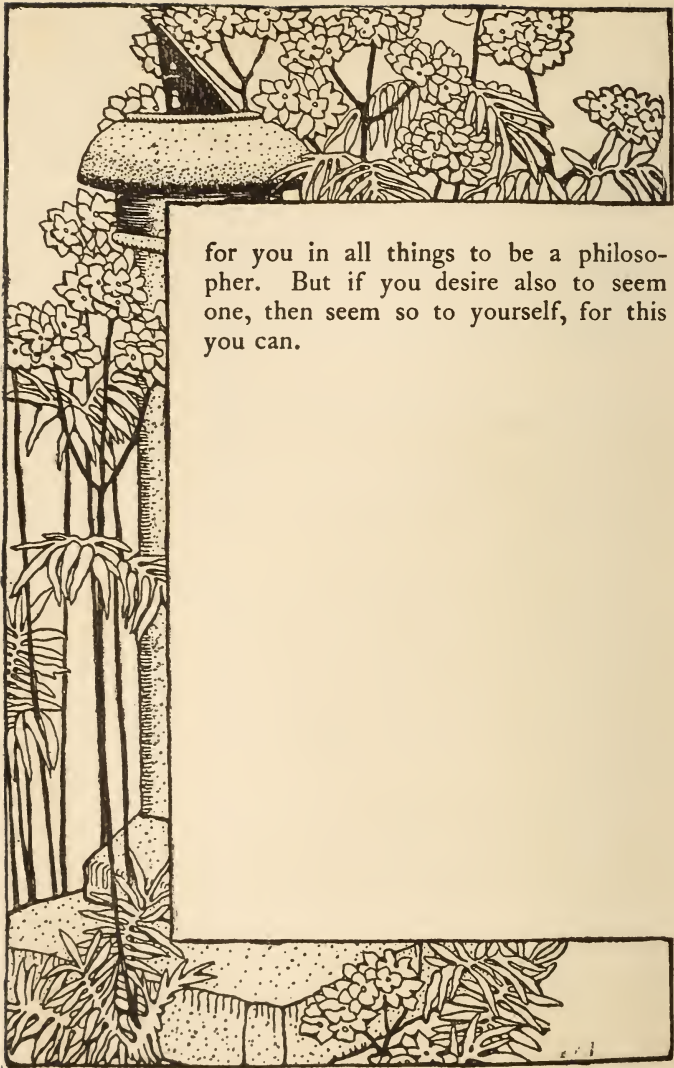 for you in all things to be a philoso-
pher. But if you desire also to seem
one, then seem so to yourself, for this
you can.